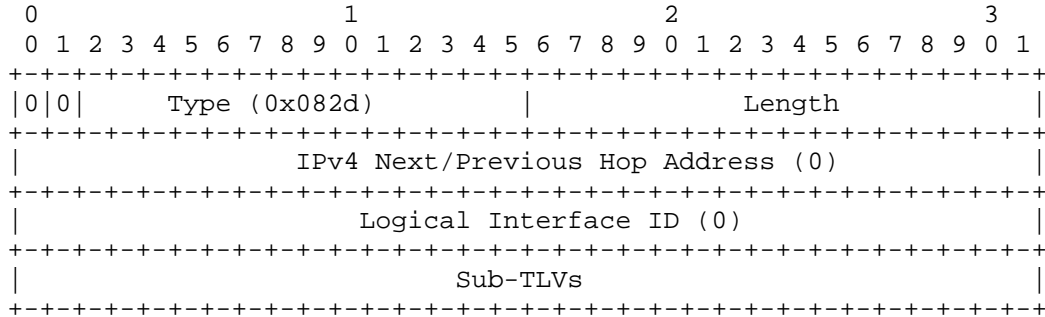 0                   1                   2                   3
 0 1 2 3 4 5 6 7 8 9 0 1 2 3 4 5 6 7 8 9 0 1 2 3 4 5 6 7 8 9 0 1
+-+-+-+-+-+-+-+-+-+-+-+-+-+-+-+-+-+-+-+-+-+-+-+-+-+-+-+-+-+-+-+-+
|0|0|     Type (0x082d)         |             Length            |
+-+-+-+-+-+-+-+-+-+-+-+-+-+-+-+-+-+-+-+-+-+-+-+-+-+-+-+-+-+-+-+-+
|                 IPv4 Next/Previous Hop Address (0)            |
+-+-+-+-+-+-+-+-+-+-+-+-+-+-+-+-+-+-+-+-+-+-+-+-+-+-+-+-+-+-+-+-+
|                     Logical Interface ID (0)                  |
+-+-+-+-+-+-+-+-+-+-+-+-+-+-+-+-+-+-+-+-+-+-+-+-+-+-+-+-+-+-+-+-+
|                           Sub-TLVs                            |
+-+-+-+-+-+-+-+-+-+-+-+-+-+-+-+-+-+-+-+-+-+-+-+-+-+-+-+-+-+-+-+-+